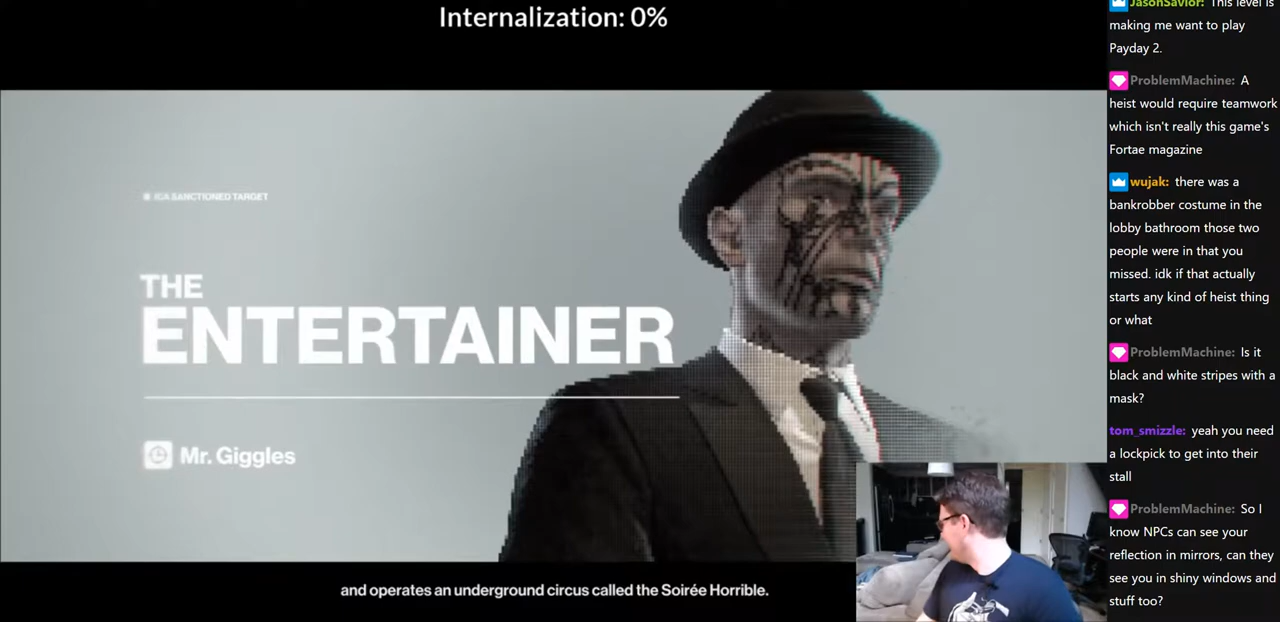 Internalization: 0%
ICA SANCTIONED TARGET
THE
ENTERTAINER
Mr. Giggles
and operates an underground circus called the Soirée Horrible.
JasonSavior: This level is
making me want to play
Payday 2.
ProblemMachine: A
heist would require teamwork
which isn't really this game's
Fortae magazine
wujak: there was a
bankrobber costume in the
lobby bathroom those two
people were in that you
missed. idk if that actually
starts any kind of heist thing
or what
ProblemMachine: Is it
black and white stripes with a
mask?
tom_smizzle: yeah you need
a lockpick to get into their
stall
ProblemMachine: So I
know NPCs can see your
reflection in mirrors, can they
see you in shiny windows and
stuff too?